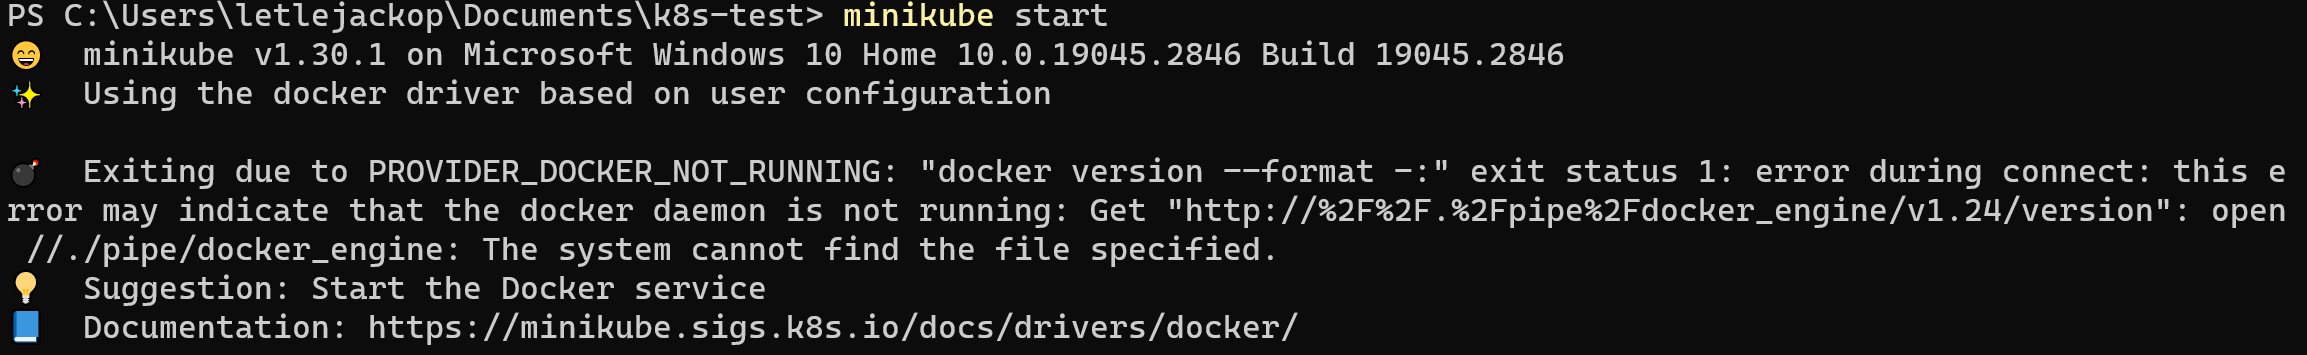 PS C:\Users\letlejackop\Documents\k8s-test> minikube start
😄  minikube v1.30.1 on Microsoft Windows 10 Home 10.0.19045.2846 Build 19045.2846
✨  Using the docker driver based on user configuration
💣  Exiting due to PROVIDER_DOCKER_NOT_RUNNING: "docker version --format -:" exit status 1: error during connect: this e
rror may indicate that the docker daemon is not running: Get "http://%2F%2F.%2Fpipe%2Fdocker_engine/v1.24/version": open
 //./pipe/docker_engine: The system cannot find the file specified.
💡  Suggestion: Start the Docker service
📘  Documentation: https://minikube.sigs.k8s.io/docs/drivers/docker/